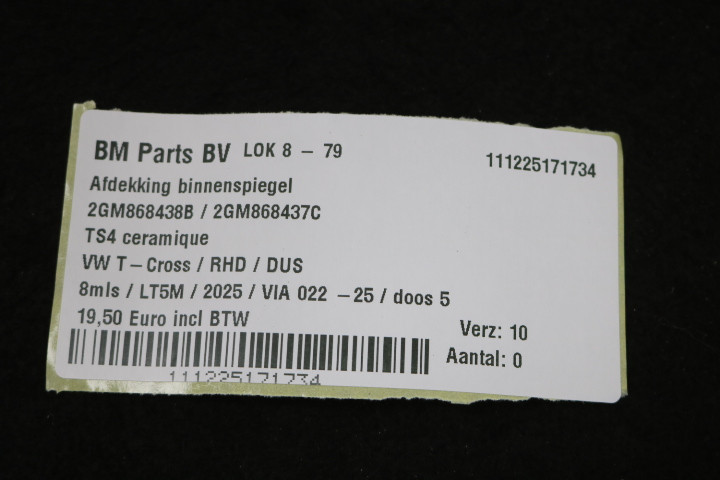 BM Parts BV LOK 8 - 79 111225171734
Afdekking binnenspiegel
2GM868438B / 2GM868437C
TS4 ceramique
VW T-Cross / RHD / DUS
8mls / LT5M / 2025 / VIA 022 -25 / doos 5
19,50 Euro incl BTW Verz: 10
Aantal: 0
111225171734